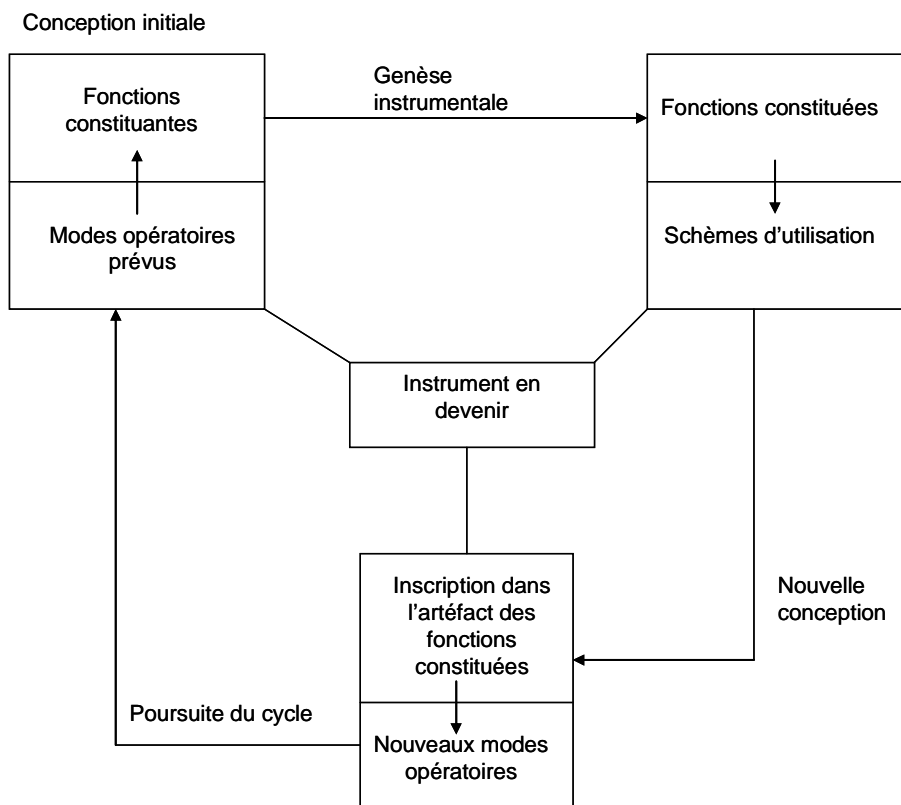 Conception initiale
Fonctions
constituantes
Genèse
instrumentale
Fonctions constituées
Modes opératoires
prévus
Schèmes d'utilisation
Instrument en
devenir
Inscription dans
l'artéfact des
fonctions
constituées
Nouvelle
conception
Poursuite du cycle
Nouveaux modes
opératoires